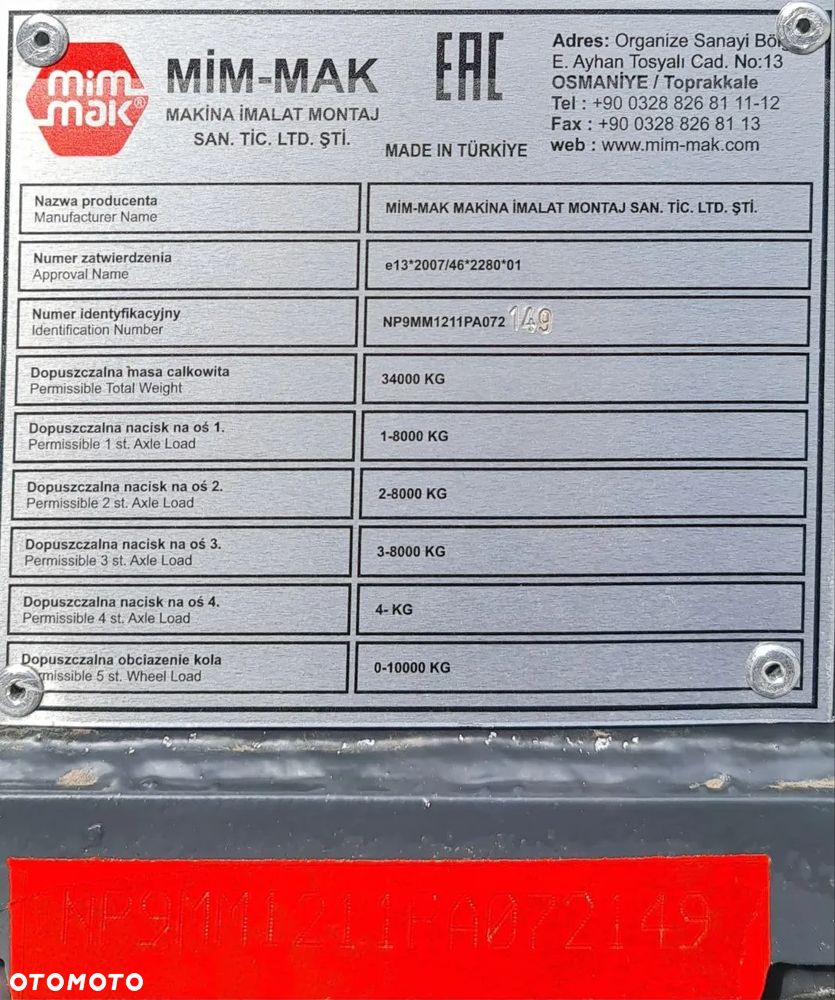 mim
mak®
MİM-MAK
MAKİNA İMALAT MONTAJ
SAN. TİC. LTD. ŞTİ.
EAC
MADE IN TÜRKİYE
Adres: Organize Sanayi
E. Ayhan Tosyalı Cad. No:13
OSMANİYE / Toprakkale
Tel : +90 0328 826 81 11-12
Fax : +90 0328 826 81 13
web : www.mim-mak.com
Nazwa producenta
Manufacturer Name
MİM-MAK MAKİNA İMALAT MONTAJ SAN. TİC. LTD. ŞTİ.
Numer zatwierdzenia
Approval Name
e13*2007/46*2280*01
Numer identyfikacyjny
Identification Number
NP9MM1211PA072 149
Dopuszczalna masa calkowita
Permissible Total Weight
34000 KG
Dopuszczalna nacisk na oś 1.
Permissible 1 st. Axle Load
1-8000 KG
Dopuszczalna nacisk na oś 2.
Permissible 2 st. Axle Load
2-8000 KG
Dopuszczalna nacisk na oś 3.
Permissible 3 st. Axle Load
3-8000 KG
Dopuszczalna nacisk na oś 4.
Permissible 4 st. Axle Load
4- KG
Dopuszczalna obciazenie kola
5 st. Wheel Load
0-10000 KG
NP9MM1211PA072149
OTOMOTO